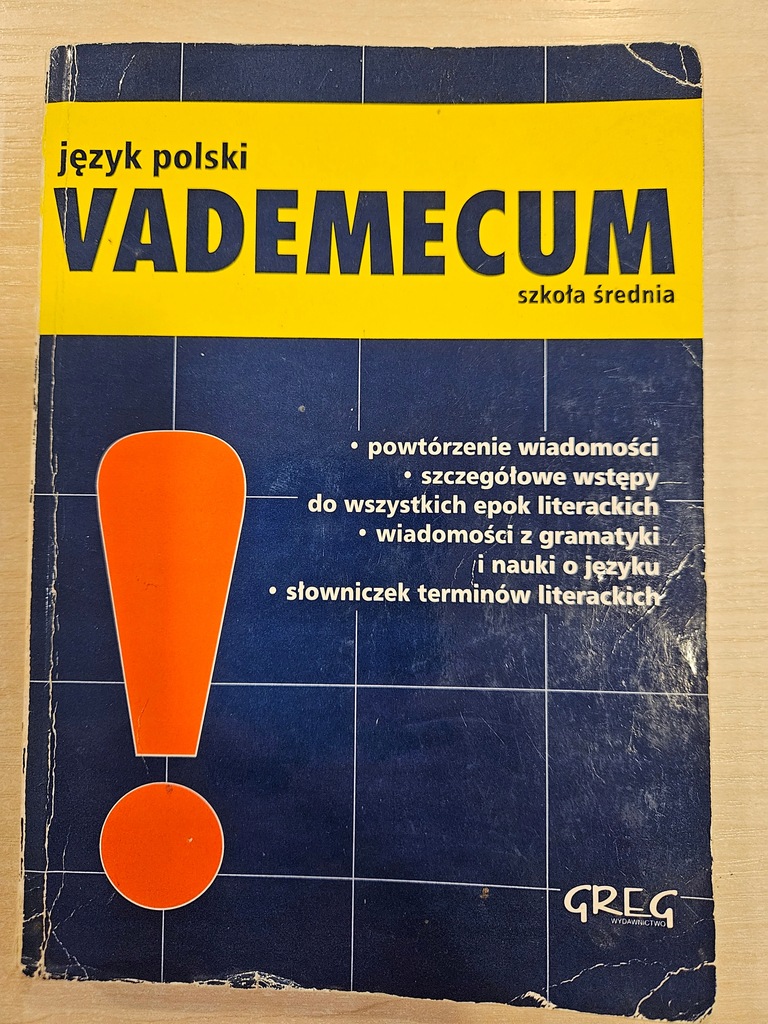 język polski
VADEMECUM
szkoła średnia
• powtórzenie wiadomości
• szczegółowe wstępy
do wszystkich epok literackich
• wiadomości z gramatyki
i nauki o języku
• słowniczek terminów literackich
!
GREG
WYDAWNICTWO